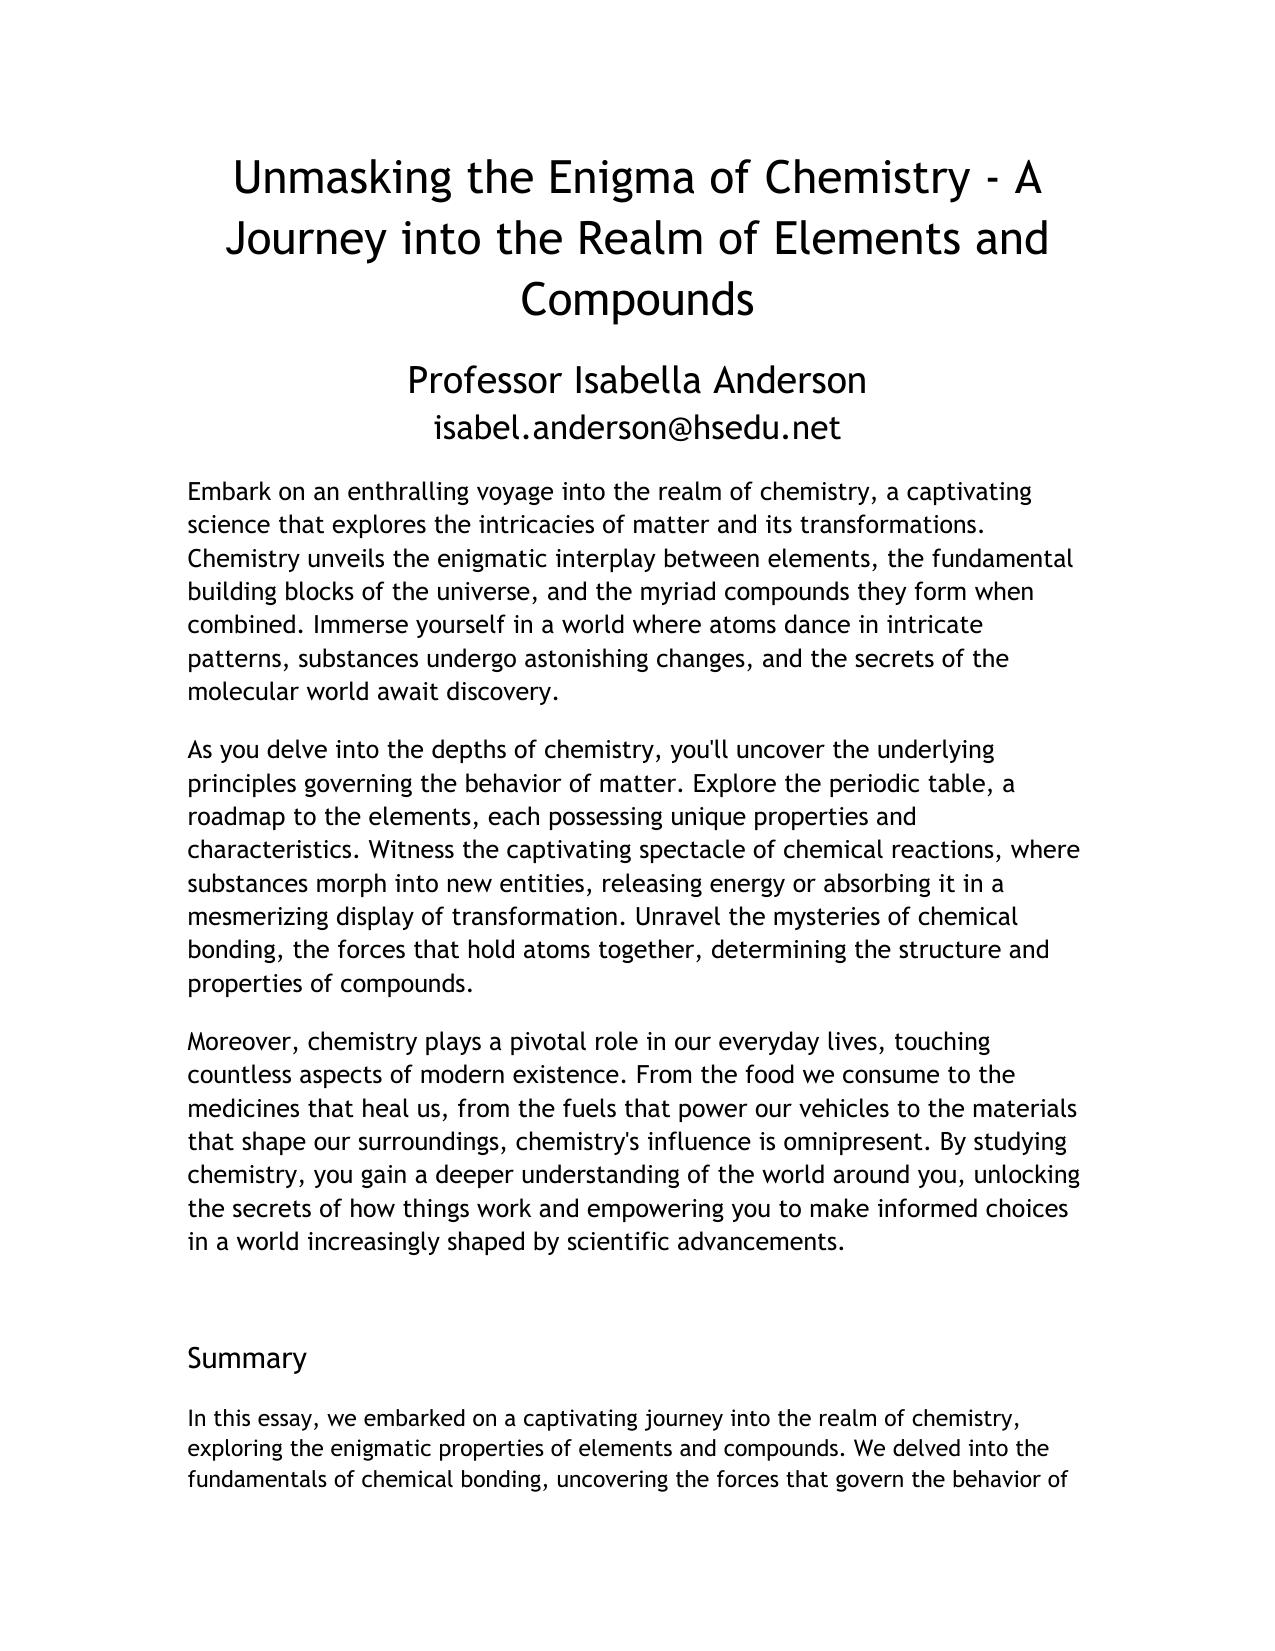 Unmasking the Enigma of Chemistry - A
Journey into the Realm of Elements and
Compounds
Professor Isabella Anderson
isabel.anderson@hsedu.net
Embark on an enthralling voyage into the realm of chemistry, a captivating
science that explores the intricacies of matter and its transformations.
Chemistry unveils the enigmatic interplay between elements, the fundamental
building blocks of the universe, and the myriad compounds they form when
combined. Immerse yourself in a world where atoms dance in intricate
patterns, substances undergo astonishing changes, and the secrets of the
molecular world await discovery.
As you delve into the depths of chemistry, you'll uncover the underlying
principles governing the behavior of matter. Explore the periodic table, a
roadmap to the elements, each possessing unique properties and
characteristics. Witness the captivating spectacle of chemical reactions, where
substances morph into new entities, releasing energy or absorbing it in a
mesmerizing display of transformation. Unravel the mysteries of chemical
bonding, the forces that hold atoms together, determining the structure and
properties of compounds.
Moreover, chemistry plays a pivotal role in our everyday lives, touching
countless aspects of modern existence. From the food we consume to the
medicines that heal us, from the fuels that power our vehicles to the materials
that shape our surroundings, chemistry's influence is omnipresent. By studying
chemistry, you gain a deeper understanding of the world around you, unlocking
the secrets of how things work and empowering you to make informed choices
in a world increasingly shaped by scientific advancements.
Summary
In this essay, we embarked on a captivating journey into the realm of chemistry,
exploring the enigmatic properties of elements and compounds. We delved into the
fundamentals of chemical bonding, uncovering the forces that govern the behavior of